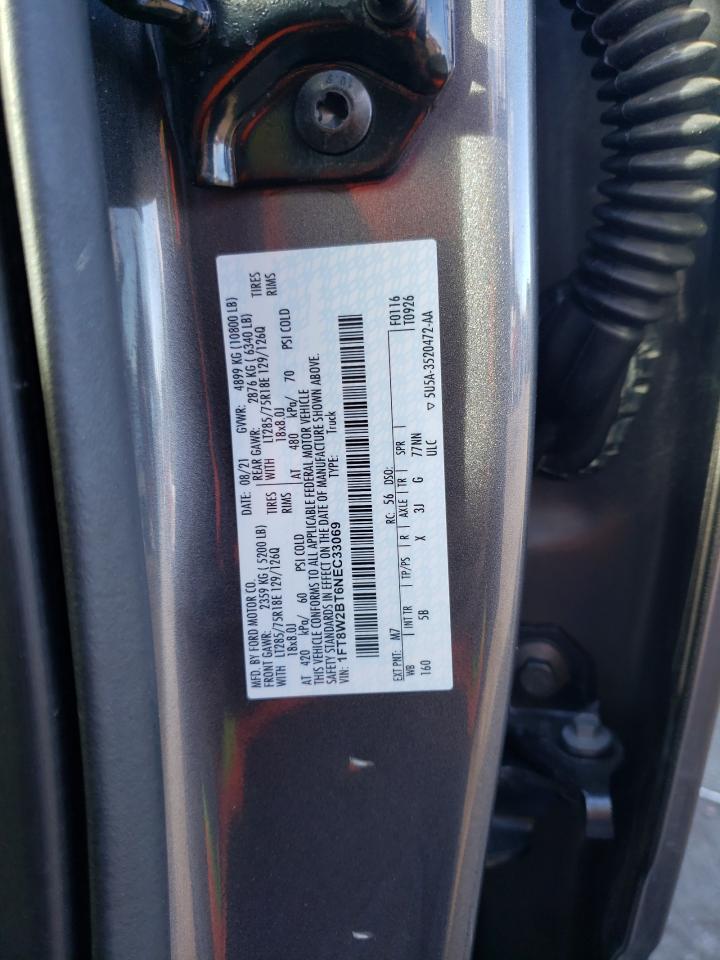 MFD. BY FORD MOTOR CO. DATE: 08/21 GVWR: 4899 KG (10800 LB)
FRONT GAWR: 2359 KG (5200 LB) REAR GAWR: 2876 KG (6340 LB)
WITH LT285/75R18E 129/126Q TIRES WITH LT285/75R18E 129/126Q TIRES
18x8.0J RIMS 18x8.0J RIMS
AT 420 kPa/ 60 PSI COLD AT 480 kPa/ 70 PSI COLD
THIS VEHICLE CONFORMS TO ALL APPLICABLE FEDERAL MOTOR VEHICLE
SAFETY STANDARDS IN EFFECT ON THE DATE OF MANUFACTURE SHOWN ABOVE.
VIN: 1FT8W2BT6NEC33069 TYPE: Truck
F0116
EXT PNT: M7 RC: 56 DSO: T0926
WB INT TR TP/PS R AXLE TR SPR
160 5B X 3J G 77NN ▽ 5U5A-3520472-AA
ULC